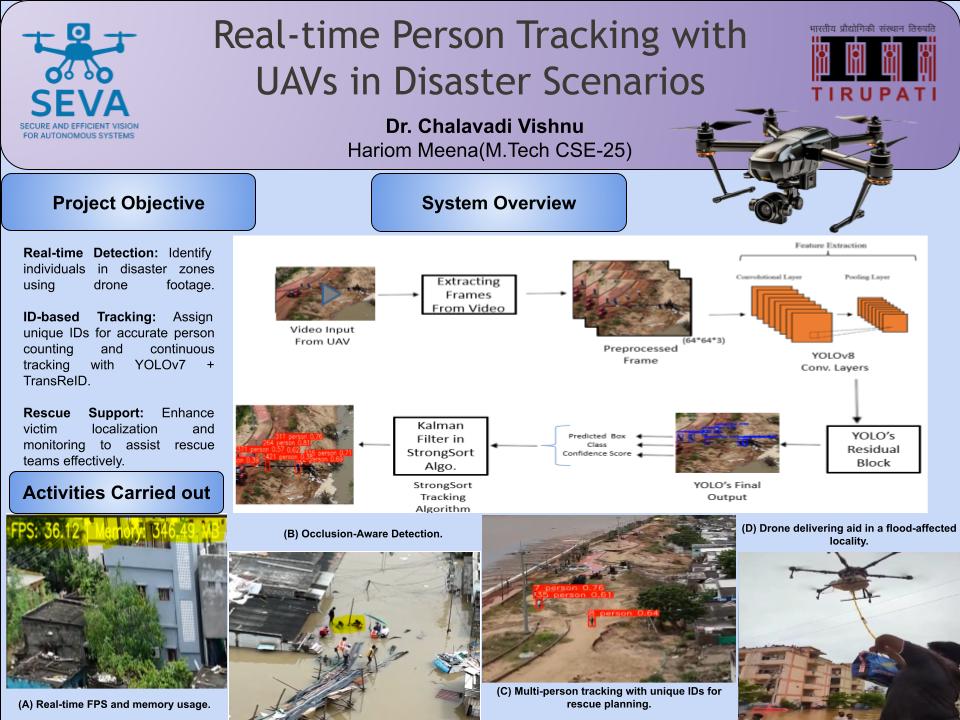 Real-time Person Tracking with
UAVs in Disaster Scenarios
SEVA
SECURE AND EFFICIENT VISION
FOR AUTONOMOUS SYSTEMS
भारतीय प्रौद्योगिकी संस्थान तिरुपति
TIRUPATI
Dr. Chalavadi Vishnu
Hariom Meena(M.Tech CSE-25)
Project Objective
Real-time Detection: Identify
individuals in disaster zones
using drone footage.
ID-based Tracking: Assign
unique IDs for accurate person
counting and continuous
tracking with YOLOv7 +
TransReID.
Rescue Support: Enhance
victim localization and
monitoring to assist rescue
teams effectively.
System Overview
Video Input
From UAV
Extracting
Frames
From Video
Preprocessed
Frame
(64*64*3)
Feature Extraction
Convolutional Layer
Pooling Layer
YOLOv8
Conv. Layers
YOLO's
Residual
Block
YOLO's Final
Output
Predicted Box
Class
Confidence Score
Kalman
Filter in
StrongSort
Algo.
StrongSort
Tracking
Algorithm
317 person 0.76
264 person 0.81
Activities Carried out
FPS: 36.12 Memory: 346.49 MB
(A) Real-time FPS and memory usage.
(B) Occlusion-Aware Detection.
7 person 0.76
35 person 0.61
person 0.64
(C) Multi-person tracking with unique IDs for
rescue planning.
(D) Drone delivering aid in a flood-affected
locality.